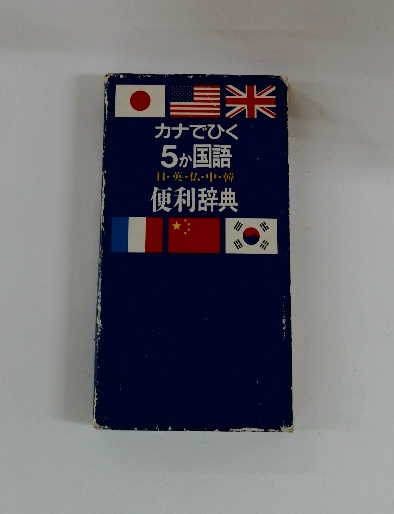 カナでひく
5か国語
日・英・仏・中・韓
便利辞典